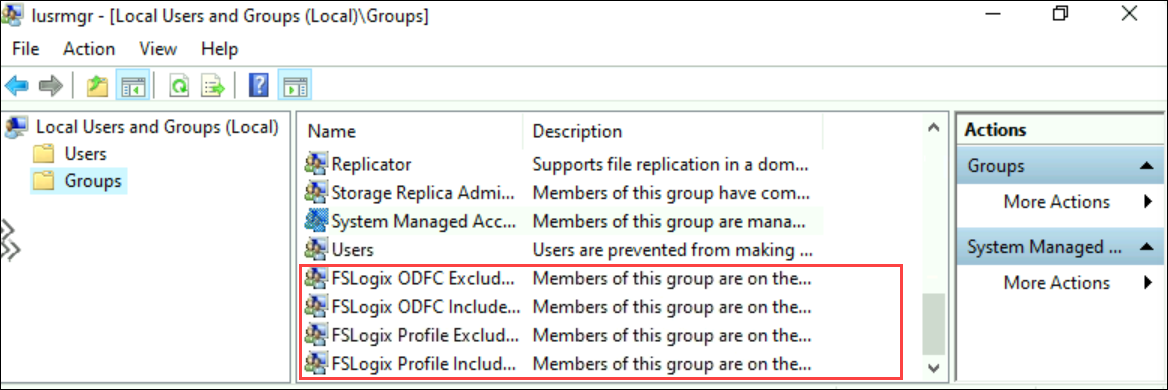 lusrmgr - [Local Users and Groups (Local)\Groups]
File Action View Help
Local Users and Groups (Local)
Users
Groups
Name Description
Replicator Supports file replication in a dom...
Storage Replica Admi... Members of this group have com...
System Managed Acc... Members of this group are mana...
Users Users are prevented from making ...
FSLogix ODFC Exclud... Members of this group are on the...
FSLogix ODFC Include... Members of this group are on the...
FSLogix Profile Exclud... Members of this group are on the...
FSLogix Profile Includ... Members of this group are on the...
Actions
Groups
More Actions
System Managed ...
More Actions